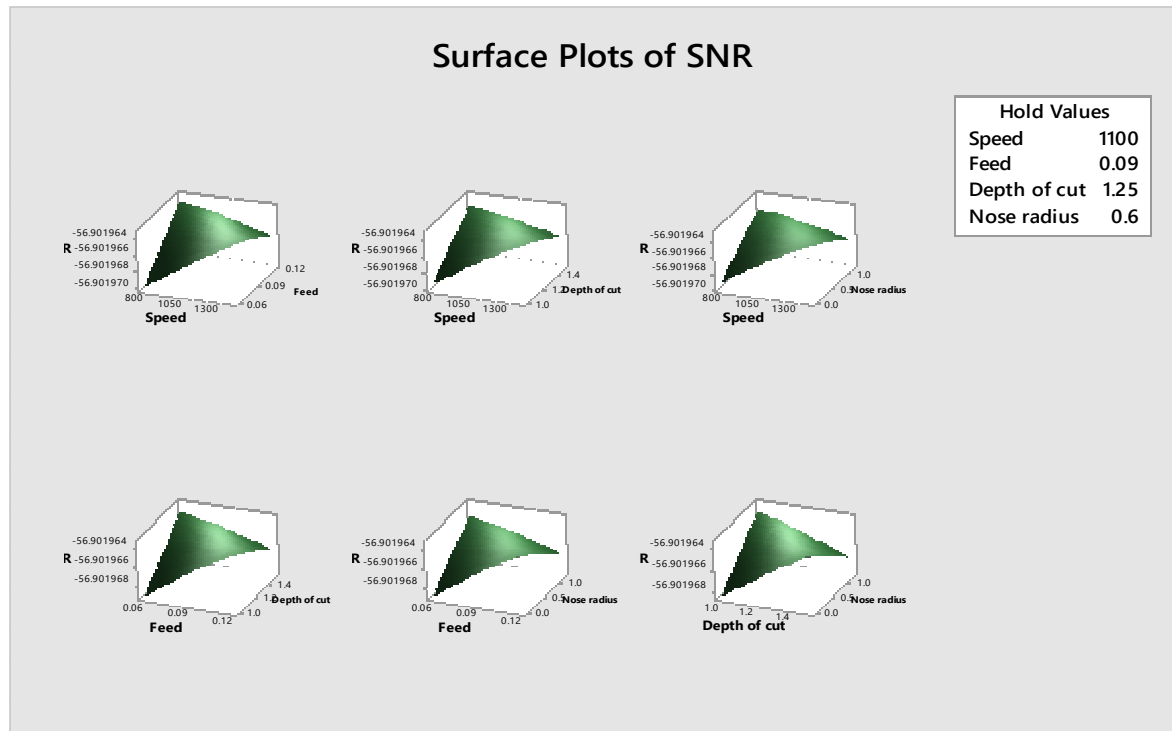 Surface Plots of SNR
Hold Values
Speed 1100
Feed 0.09
Depth of cut 1.25
Nose radius 0.6
-56.901964
R -56.901966
-56.901968
-56.901970
800 1050 1300
Speed
0.06 0.09 0.12
Feed
-56.901964
R -56.901966
-56.901968
-56.901970
800 1050 1300
Speed
1.0 1.4
Depth of cut
-56.901964
R -56.901966
-56.901968
-56.901970
800 1050 1300
Speed
0.0 1.0
Nose radius
-56.901964
R -56.901966
-56.901968
0.06 0.09 0.12
Feed
1.0 1.4
Depth of cut
-56.901964
R -56.901966
-56.901968
0.06 0.09 0.12
Feed
0.0 1.0
Nose radius
-56.901964
R -56.901966
-56.901968
1.0 1.2 1.4
Depth of cut
0.0 1.0
Nose radius